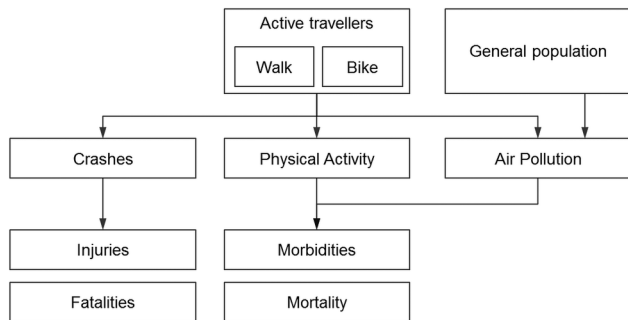 Active travellers
Walk
Bike
General population
Crashes
Physical Activity
Air Pollution
Injuries
Morbidities
Fatalities
Mortality